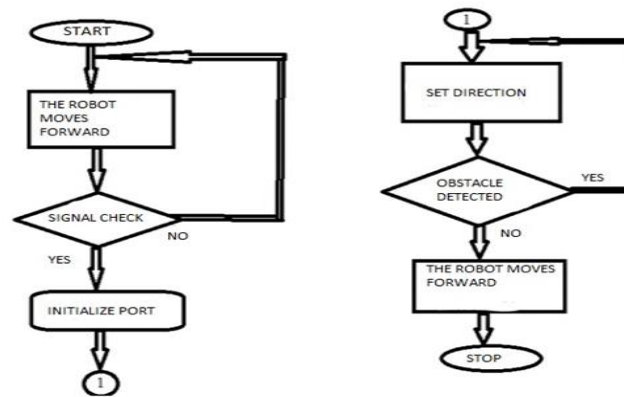 START
THE ROBOT
MOVES
FORWARD
SIGNAL CHECK
NO
YES
INITIALIZE PORT
1
1
SET DIRECTION
OBSTACLE
DETECTED
YES
NO
THE ROBOT MOVES
FORWARD
STOP